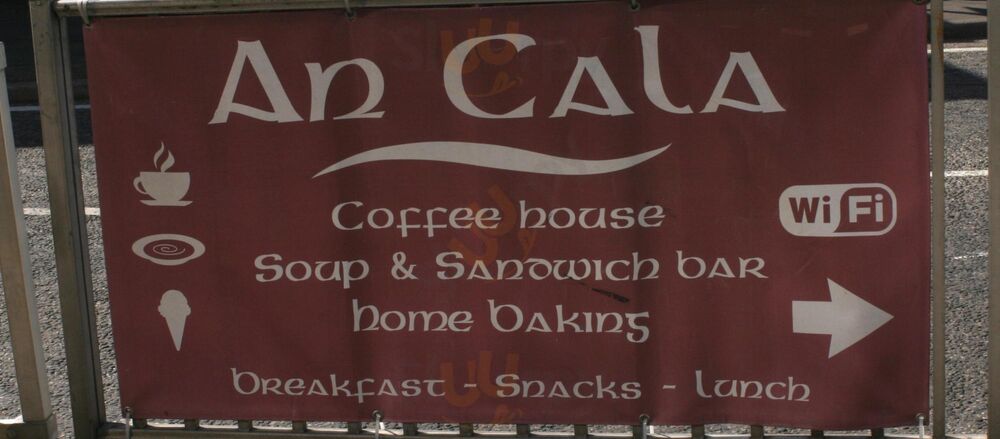 An Cala
Coffee house
WiFi
Soup & Sandwich bar
home baking
breakfast - Snacks - lunch